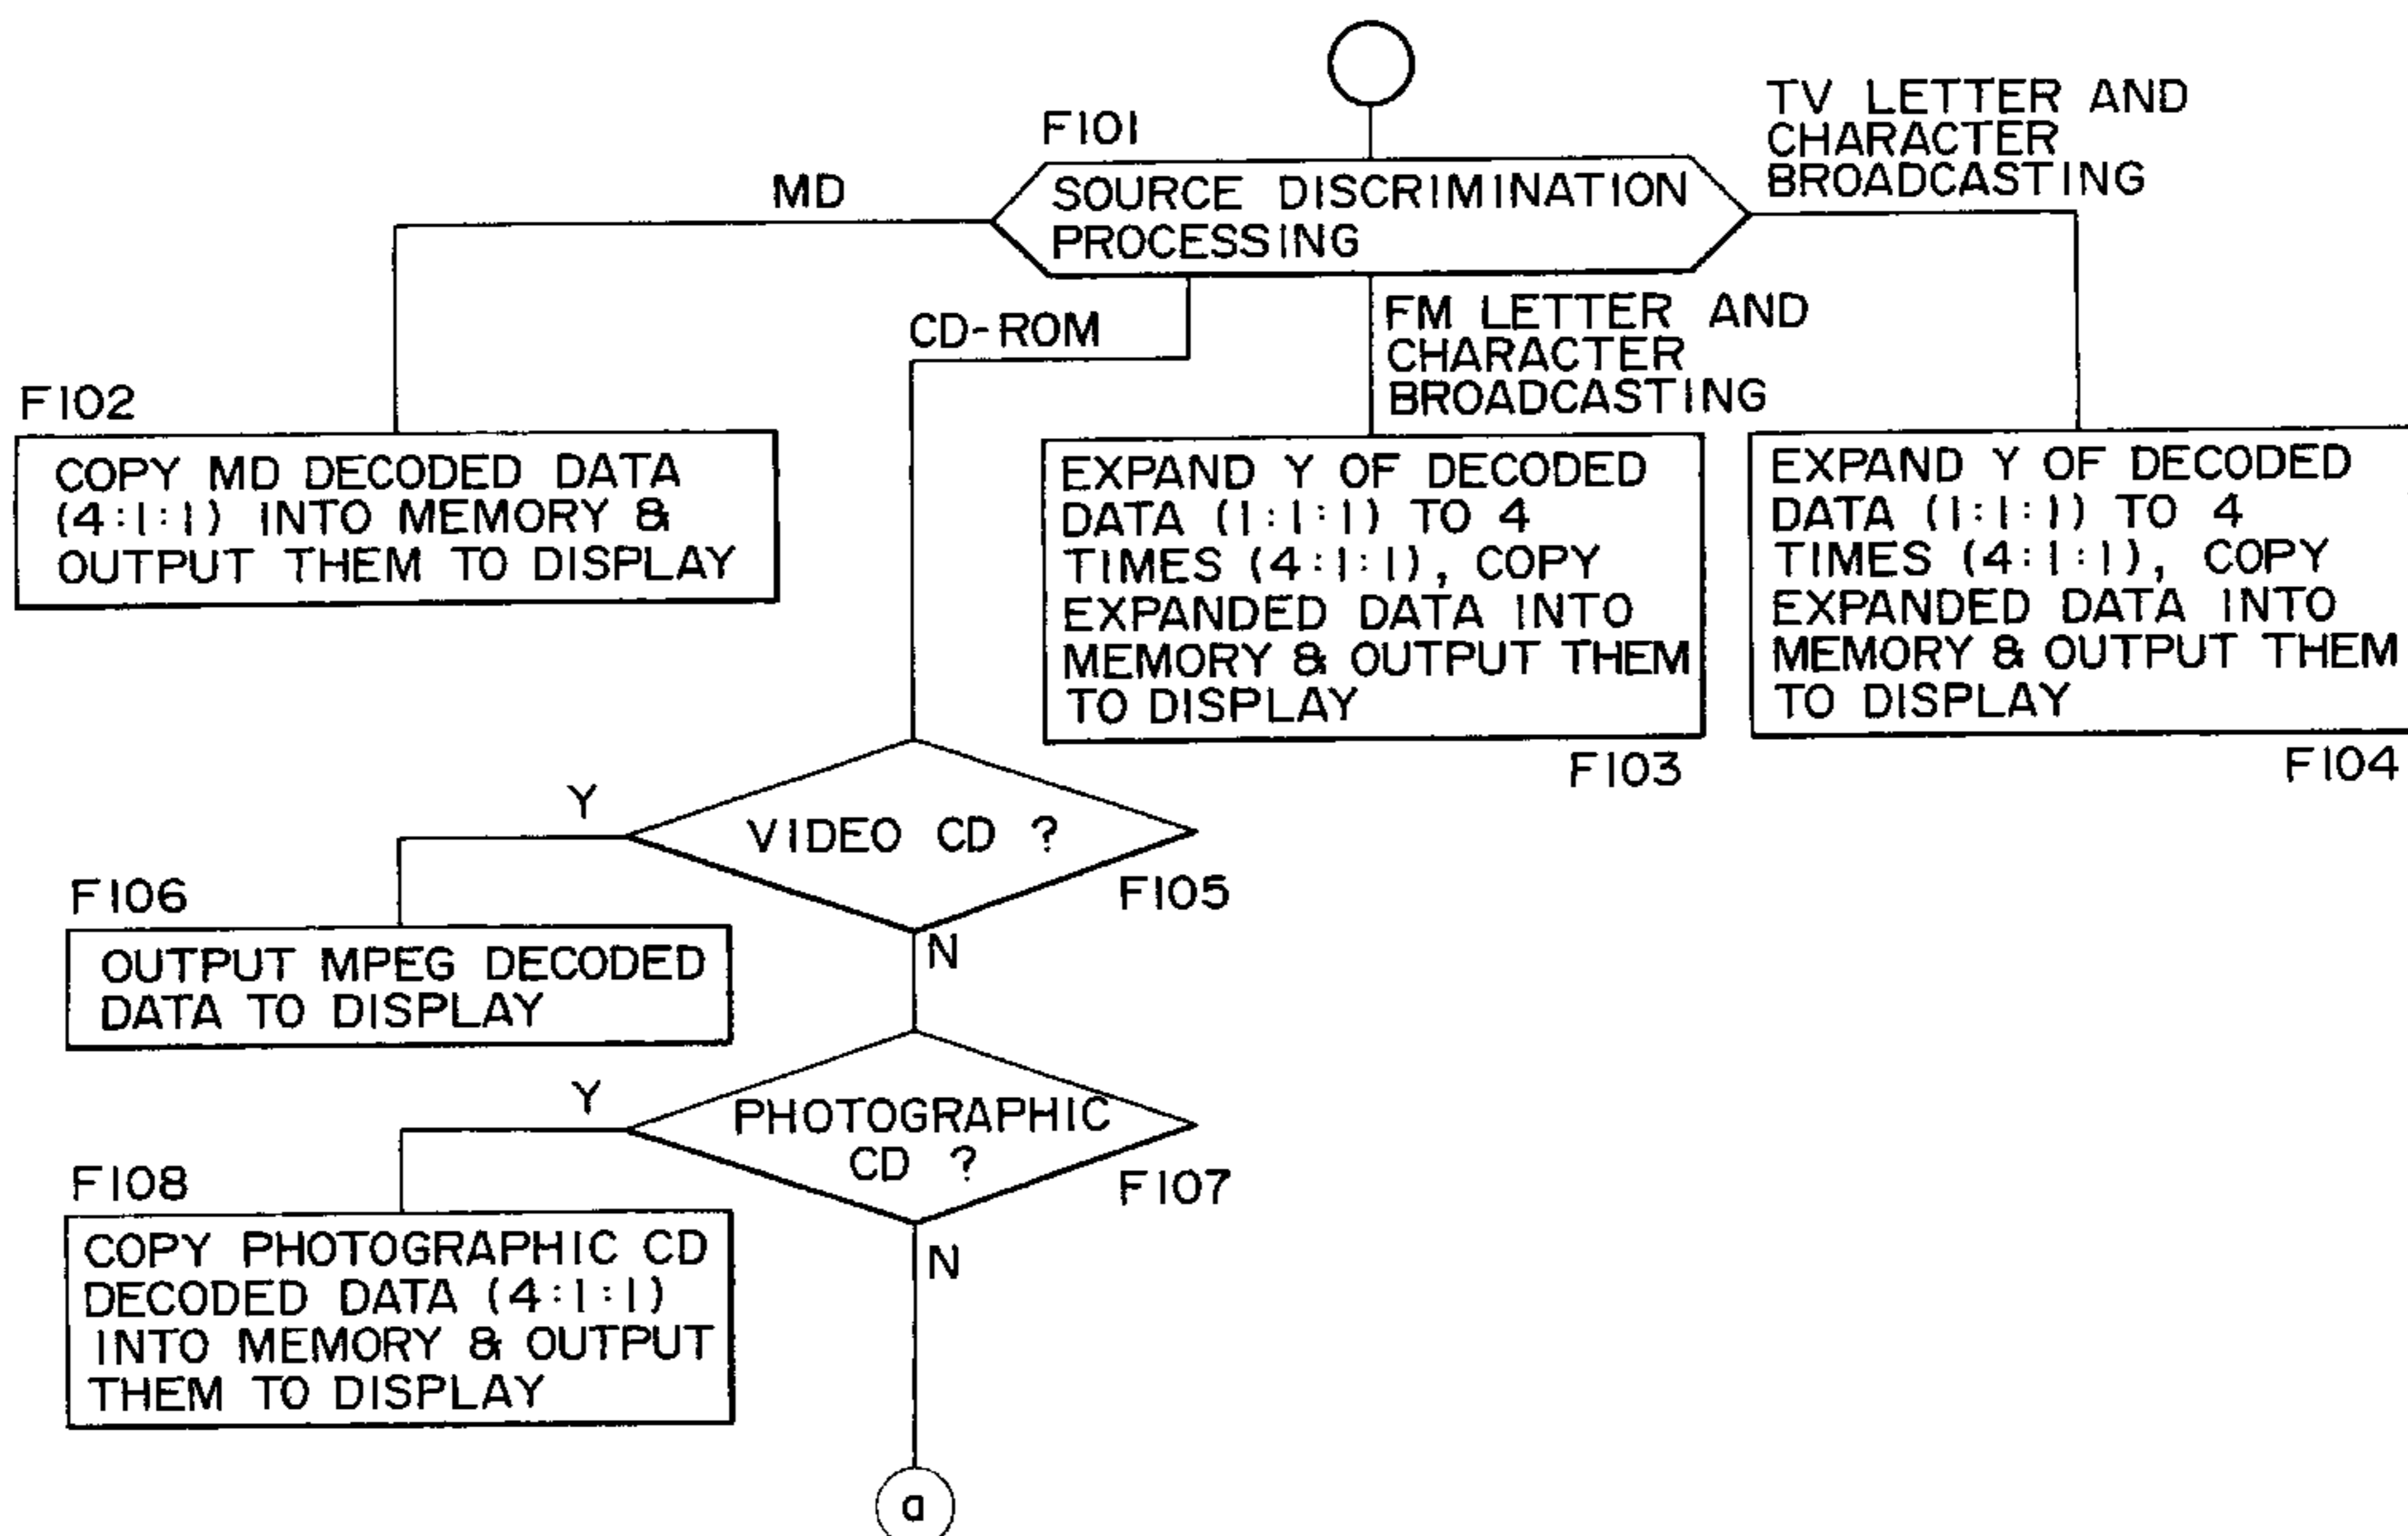 TV LETTER AND
CHARACTER
BROADCASTING
F101
MD
SOURCE DISCRIMINATION
PROCESSING
CD-ROM
FM LETTER AND
CHARACTER
BROADCASTING
F102
COPY MD DECODED DATA
(4:1:1) INTO MEMORY &
OUTPUT THEM TO DISPLAY
EXPAND Y OF DECODED
DATA (1:1:1) TO 4
TIMES (4:1:1), COPY
EXPANDED DATA INTO
MEMORY & OUTPUT THEM
TO DISPLAY
F103
EXPAND Y OF DECODED
DATA (1:1:1) TO 4
TIMES (4:1:1), COPY
EXPANDED DATA INTO
MEMORY & OUTPUT THEM
TO DISPLAY
F104
Y
VIDEO CD ?
F105
N
F106
OUTPUT MPEG DECODED
DATA TO DISPLAY
Y
PHOTOGRAPHIC
CD ?
F107
N
F108
COPY PHOTOGRAPHIC CD
DECODED DATA (4:1:1)
INTO MEMORY & OUTPUT
THEM TO DISPLAY
a